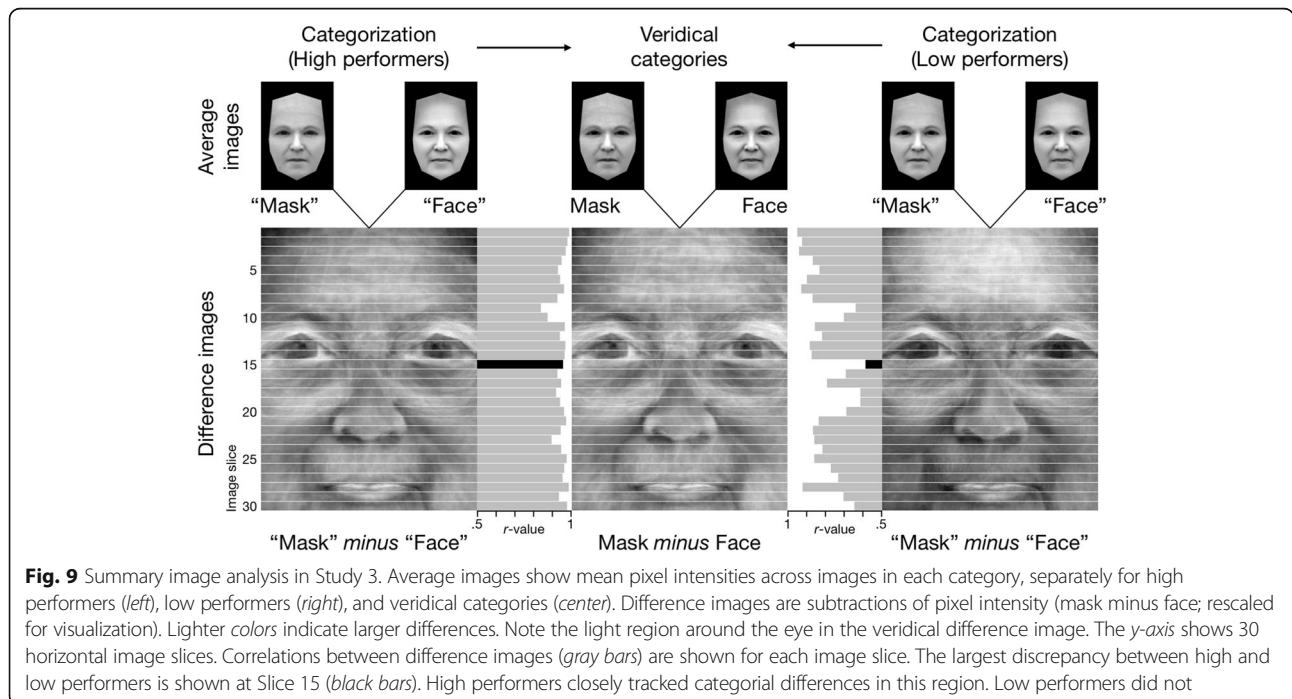 Categorization
(High performers)
Veridical
categories
Categorization
(Low performers)
Average
images
"Mask"
"Face"
Mask
Face
"Mask"
"Face"
Difference images
Image slice
5
10
15
20
25
30
.5
r-value
1
1
r-value
.5
"Mask" minus "Face"
Mask minus Face
"Mask" minus "Face"
Fig. 9 Summary image analysis in Study 3. Average images show mean pixel intensities across images in each category, separately for high
performers (left), low performers (right), and veridical categories (center). Difference images are subtractions of pixel intensity (mask minus face; rescaled
for visualization). Lighter colors indicate larger differences. Note the light region around the eye in the veridical difference image. The y-axis shows 30
horizontal image slices. Correlations between difference images (gray bars) are shown for each image slice. The largest discrepancy between high and
low performers is shown at Slice 15 (black bars). High performers closely tracked categorial differences in this region. Low performers did not